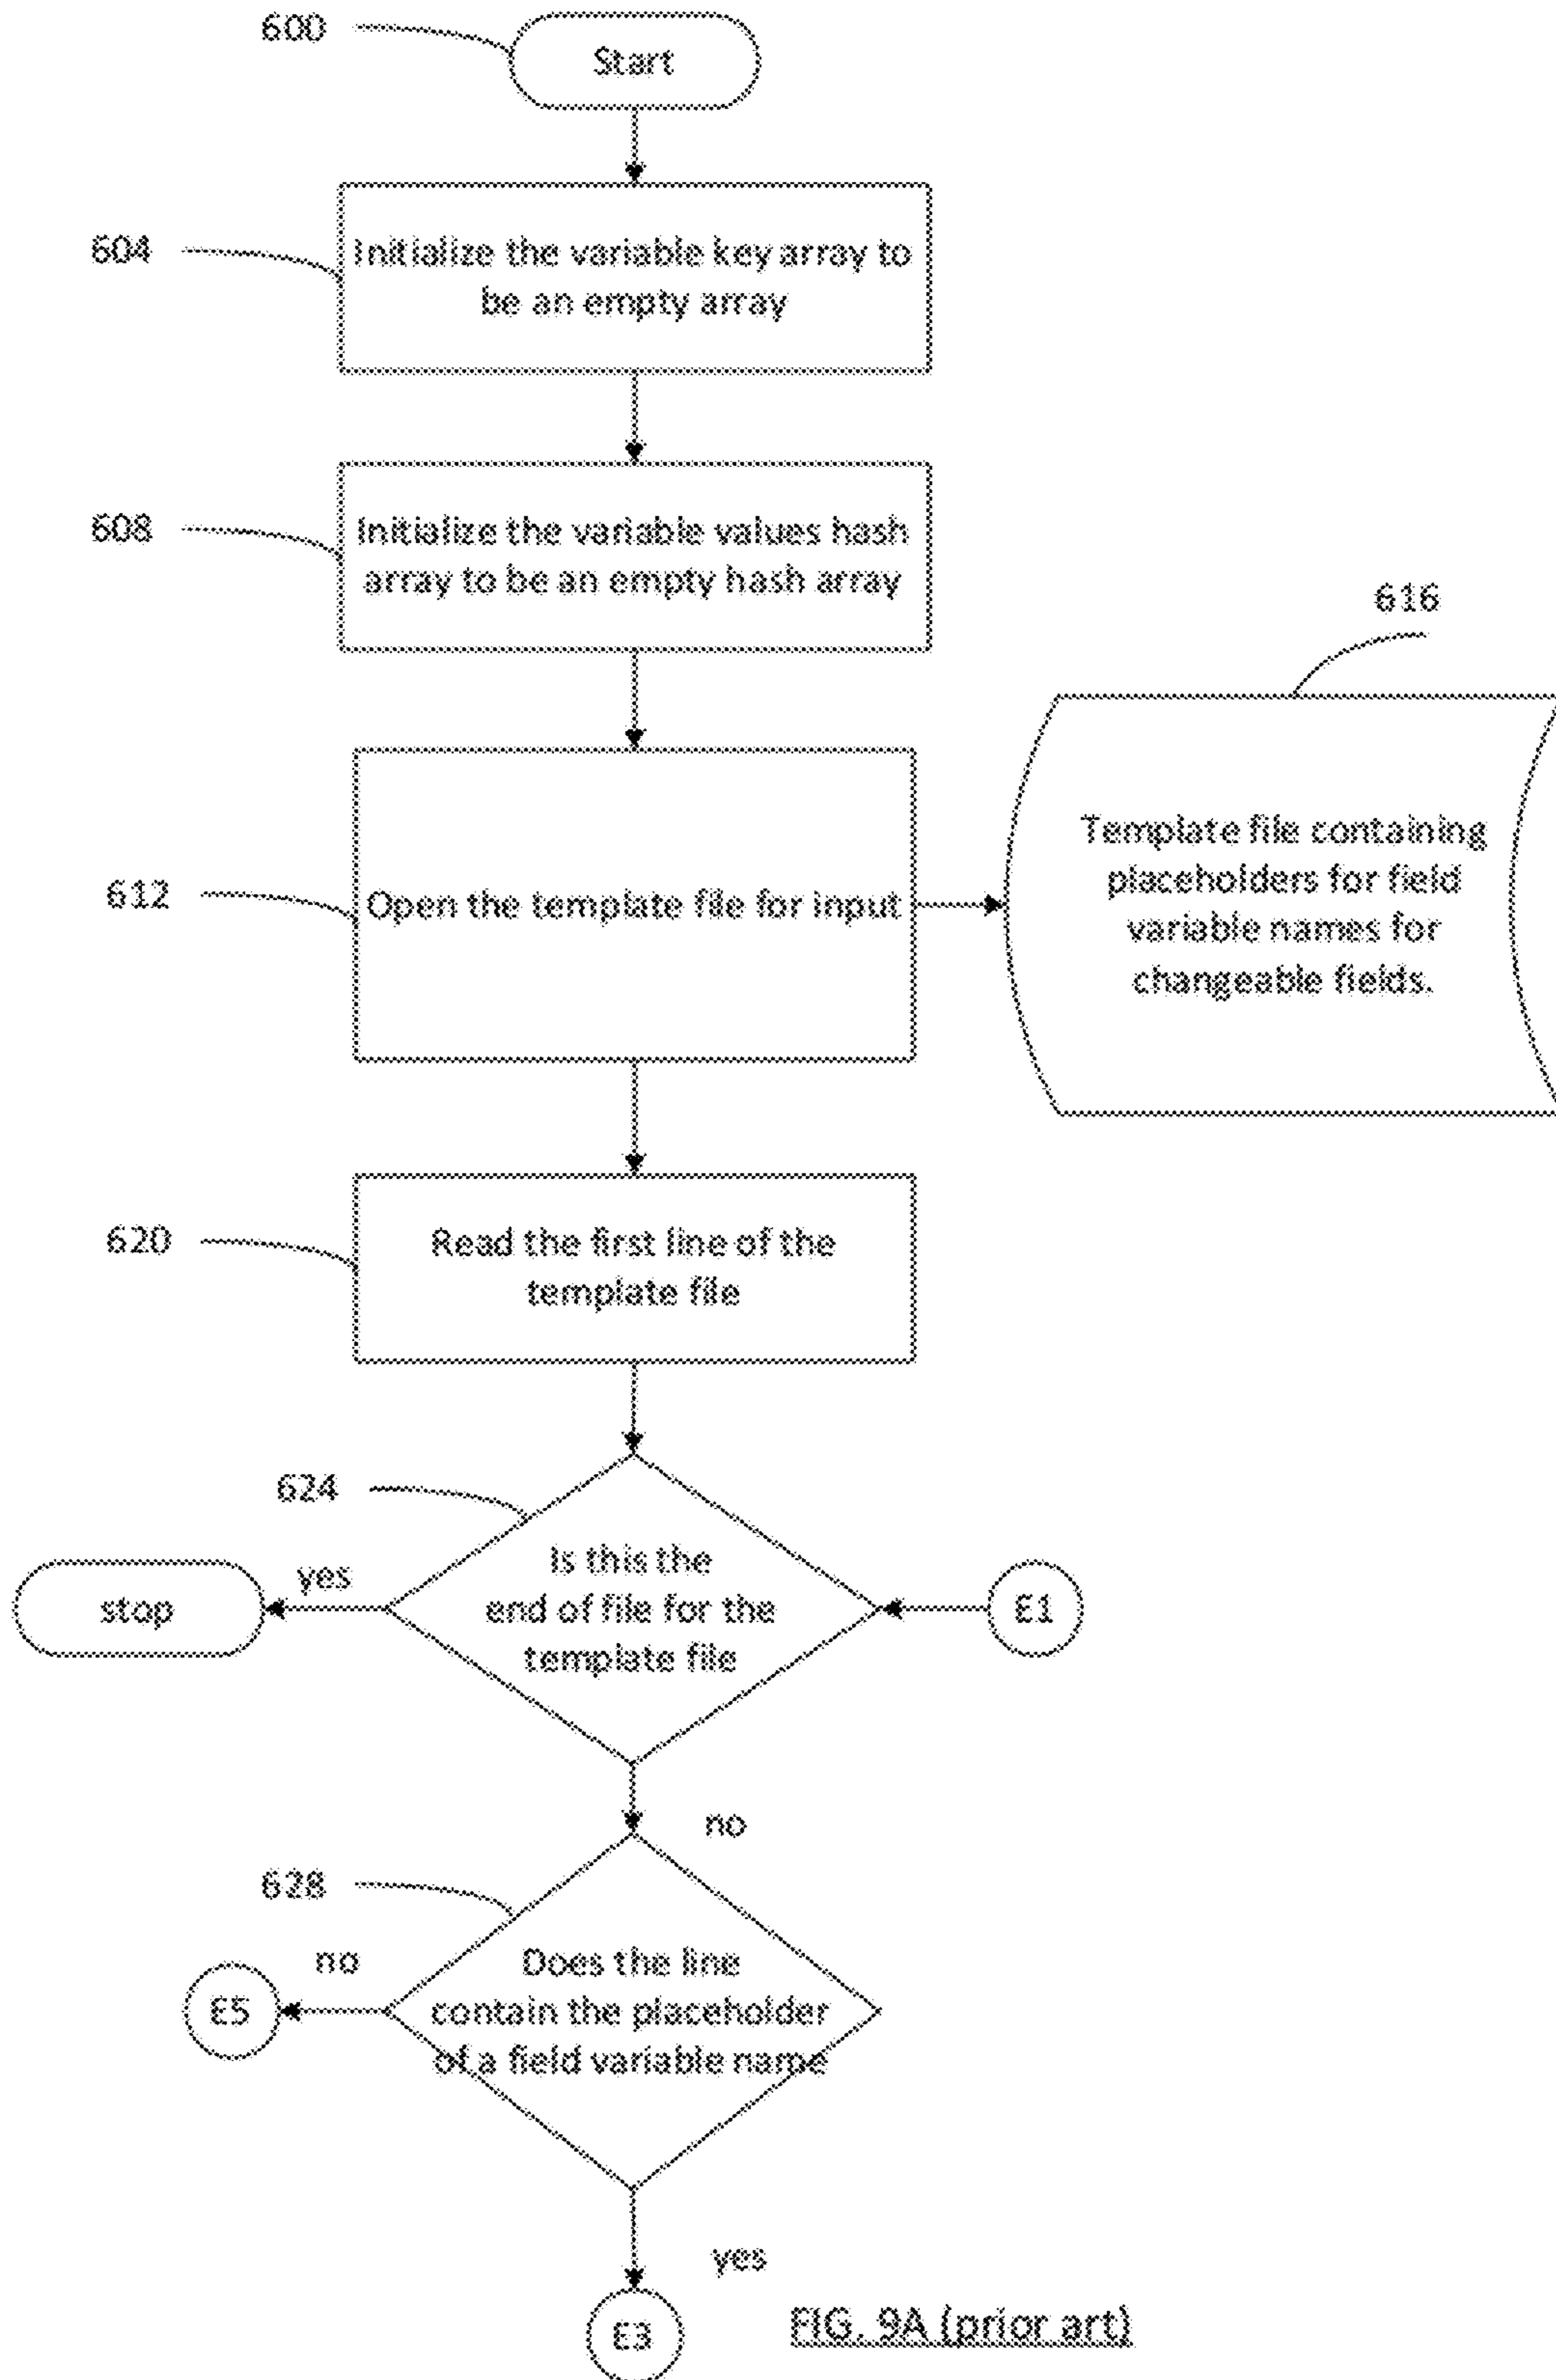 600
Start
604
Initialize the variable key array to
be an empty array
608
Initialize the variable values hash
array to be an empty hash array
616
612
Open the template file for input
Template file containing
placeholders for field
variable names for
changeable fields.
620
Read the first line of the
template file
624
Is this the
end of file for the
template file
yes
stop
E1
no
628
Does the line
contain the placeholder
of a field variable name
no
E5
yes
E3
FIG. 9A (prior art)